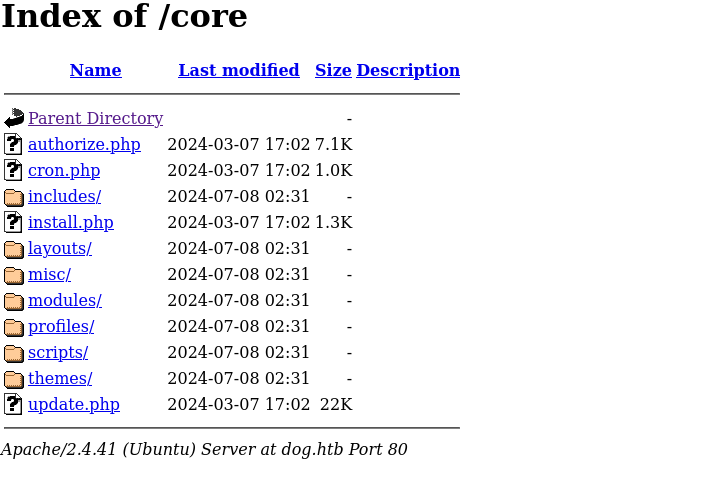 Index of /core
Name Last modified Size Description
Parent Directory -
authorize.php 2024-03-07 17:02 7.1K
cron.php 2024-03-07 17:02 1.0K
includes/ 2024-07-08 02:31 -
install.php 2024-03-07 17:02 1.3K
layouts/ 2024-07-08 02:31 -
misc/ 2024-07-08 02:31 -
modules/ 2024-07-08 02:31 -
profiles/ 2024-07-08 02:31 -
scripts/ 2024-07-08 02:31 -
themes/ 2024-07-08 02:31 -
update.php 2024-03-07 17:02 22K
Apache/2.4.41 (Ubuntu) Server at dog.htb Port 80